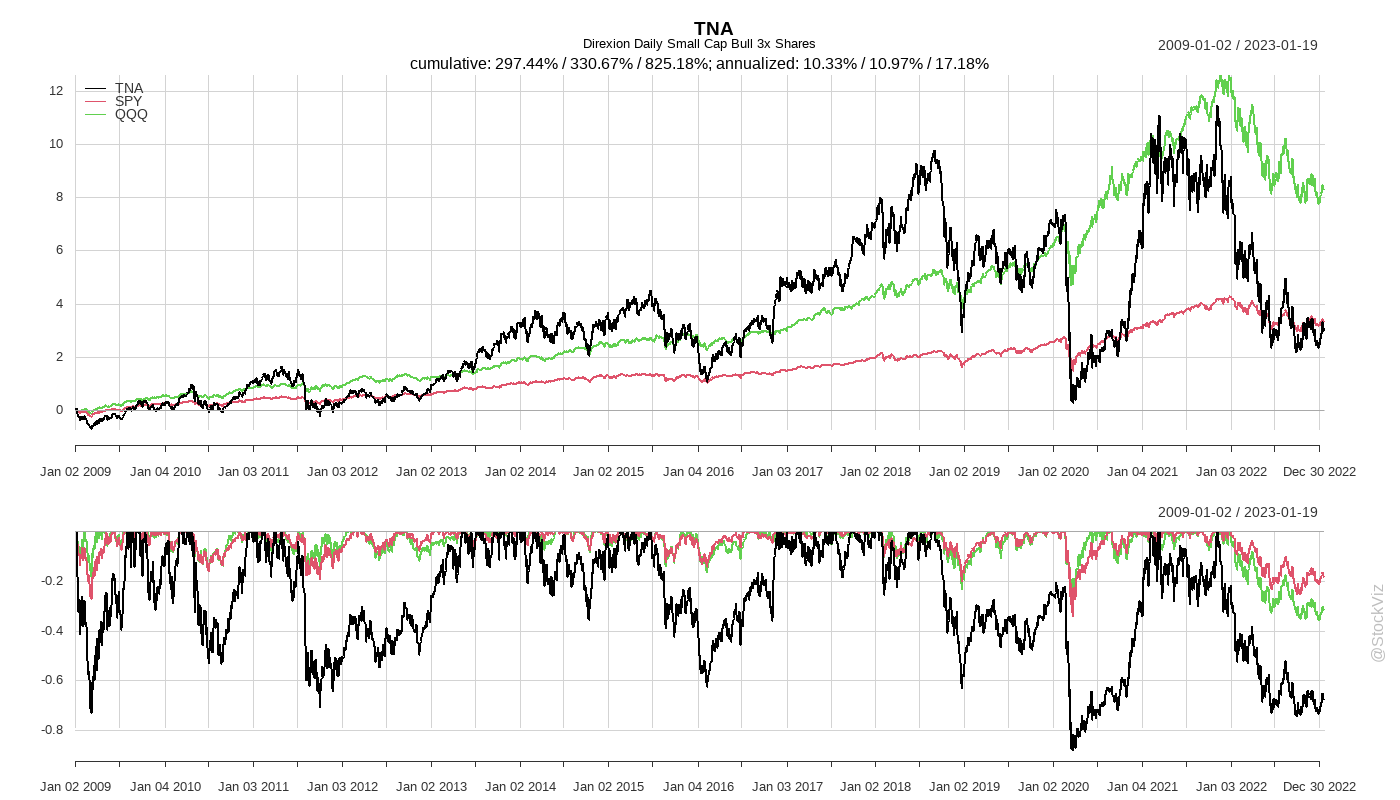 TNA
Direxion Daily Small Cap Bull 3x Shares
2009-01-02 / 2023-01-19
cumulative: 297.44% / 330.67% / 825.18%; annualized: 10.33% / 10.97% / 17.18%
TNA
SPY
QQQ
12
10
8
6
4
2
0
Jan 02 2009 Jan 04 2010 Jan 03 2011 Jan 03 2012 Jan 02 2013 Jan 02 2014 Jan 02 2015 Jan 04 2016 Jan 03 2017 Jan 02 2018 Jan 02 2019 Jan 02 2020 Jan 04 2021 Jan 03 2022 Dec 30 2022
2009-01-02 / 2023-01-19
-0.2
-0.4
-0.6
-0.8
Jan 02 2009 Jan 04 2010 Jan 03 2011 Jan 03 2012 Jan 02 2013 Jan 02 2014 Jan 02 2015 Jan 04 2016 Jan 03 2017 Jan 02 2018 Jan 02 2019 Jan 02 2020 Jan 04 2021 Jan 03 2022 Dec 30 2022
@StockViz